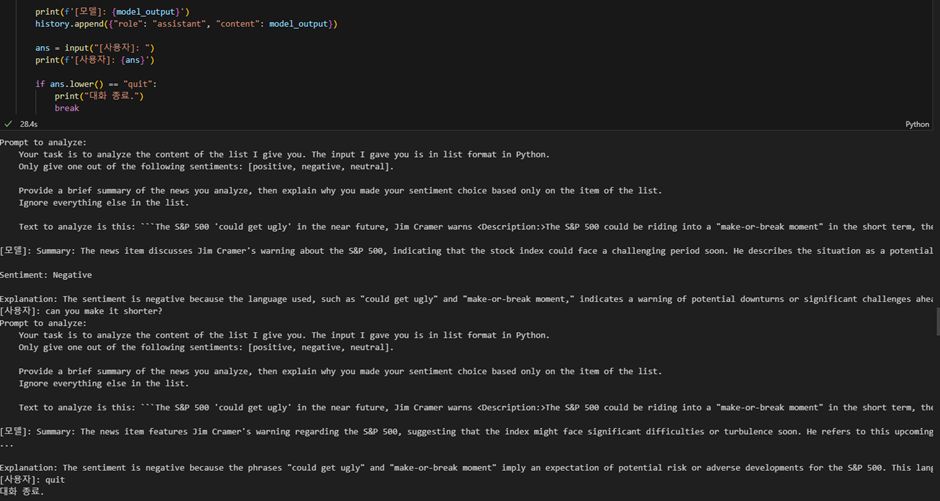 print(f'[모델]: {model_output}')
history.append({"role": "assistant", "content": model_output})
ans = input("[사용자]: ")
print(f'[사용자]: {ans}')
if ans.lower() == "quit":
print("대화 종료.")
break
28.4s
Python
Prompt to analyze:
Your task is to analyze the content of the list I give you. The input I gave you is in list format in Python.
Only give one out of the following sentiments: [positive, negative, neutral].
Provide a brief summary of the news you analyze, then explain why you made your sentiment choice based only on the item of the list.
Ignore everything else in the list.
Text to analyze is this: ```The S&P 500 'could get ugly' in the near future, Jim Cramer warns <Description:>The S&P 500 could be riding into a "make-or-break moment" in the short term, the
[모델]: Summary: The news item discusses Jim Cramer's warning about the S&P 500, indicating that the stock index could face a challenging period soon. He describes the situation as a potential
Sentiment: Negative
Explanation: The sentiment is negative because the language used, such as "could get ugly" and "make-or-break moment," indicates a warning of potential downturns or significant challenges ahea
[사용자]: can you make it shorter?
Prompt to analyze:
Your task is to analyze the content of the list I give you. The input I gave you is in list format in Python.
Only give one out of the following sentiments: [positive, negative, neutral].
Provide a brief summary of the news you analyze, then explain why you made your sentiment choice based only on the item of the list.
Ignore everything else in the list.
Text to analyze is this: ```The S&P 500 'could get ugly' in the near future, Jim Cramer warns <Description:>The S&P 500 could be riding into a "make-or-break moment" in the short term, the
[모델]: Summary: The news item features Jim Cramer's warning regarding the S&P 500, suggesting that the index might face significant difficulties or turbulence soon. He refers to this upcoming
...
Explanation: The sentiment is negative because the phrases "could get ugly" and "make-or-break moment" imply an expectation of potential risk or adverse developments for the S&P 500. This lang
[사용자]: quit
대화 종료.